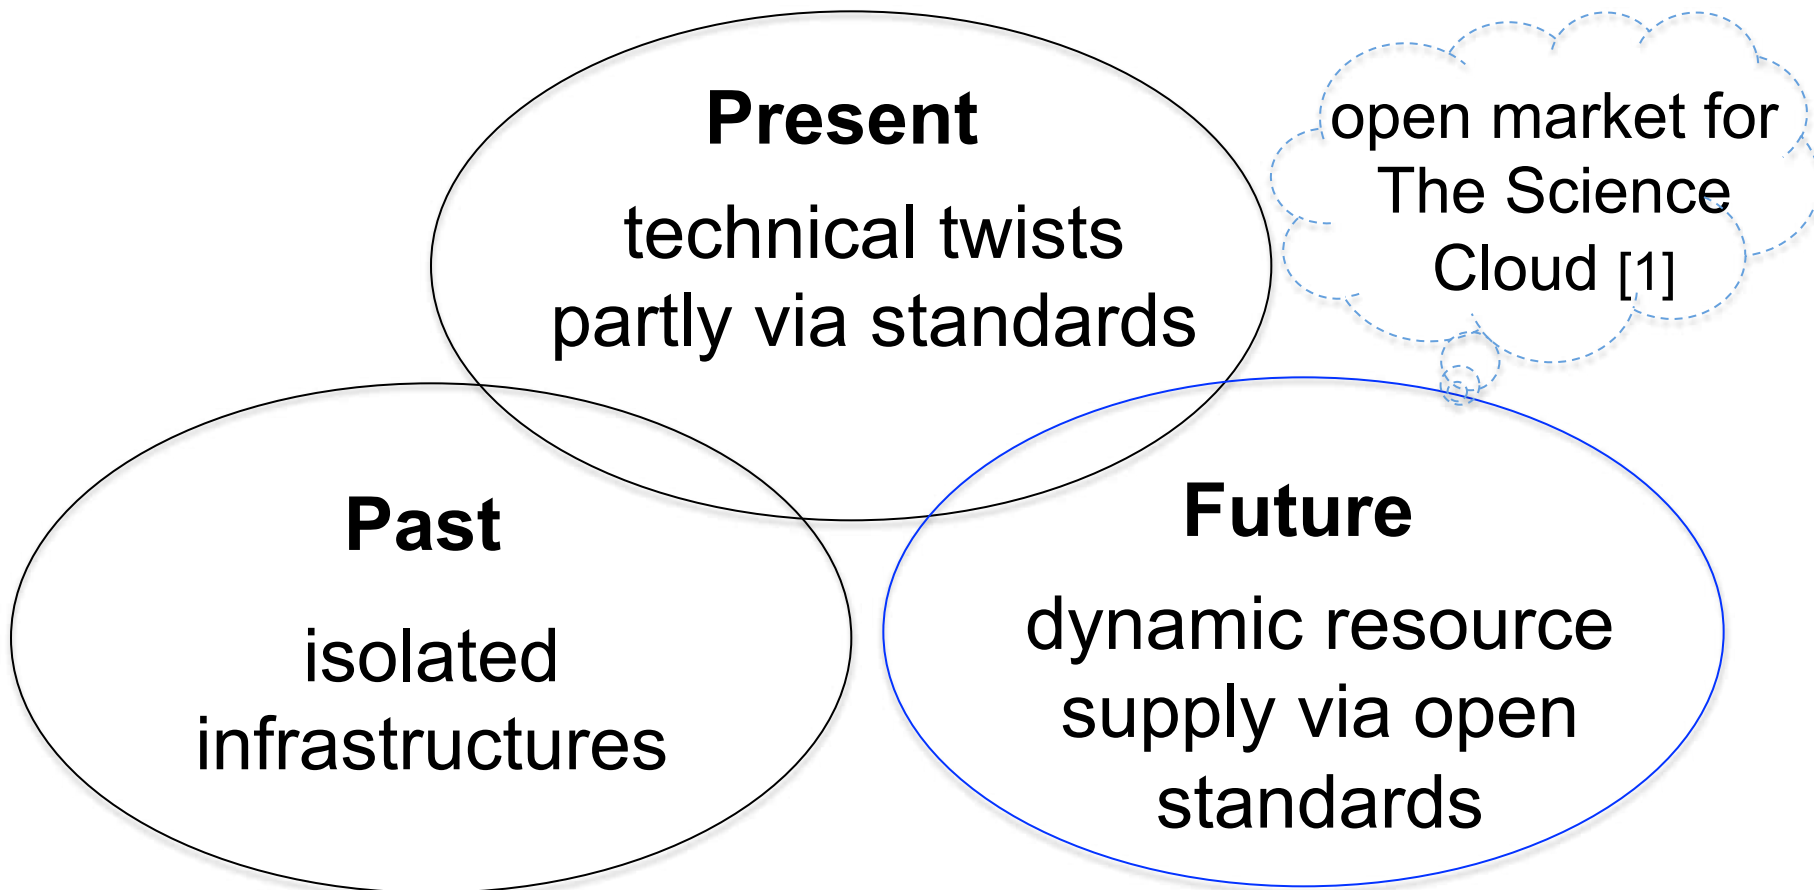 Present
technical twists
partly via standards
open market for
The Science
Cloud [1]
Past
isolated
infrastructures
Future
dynamic resource
supply via open
standards